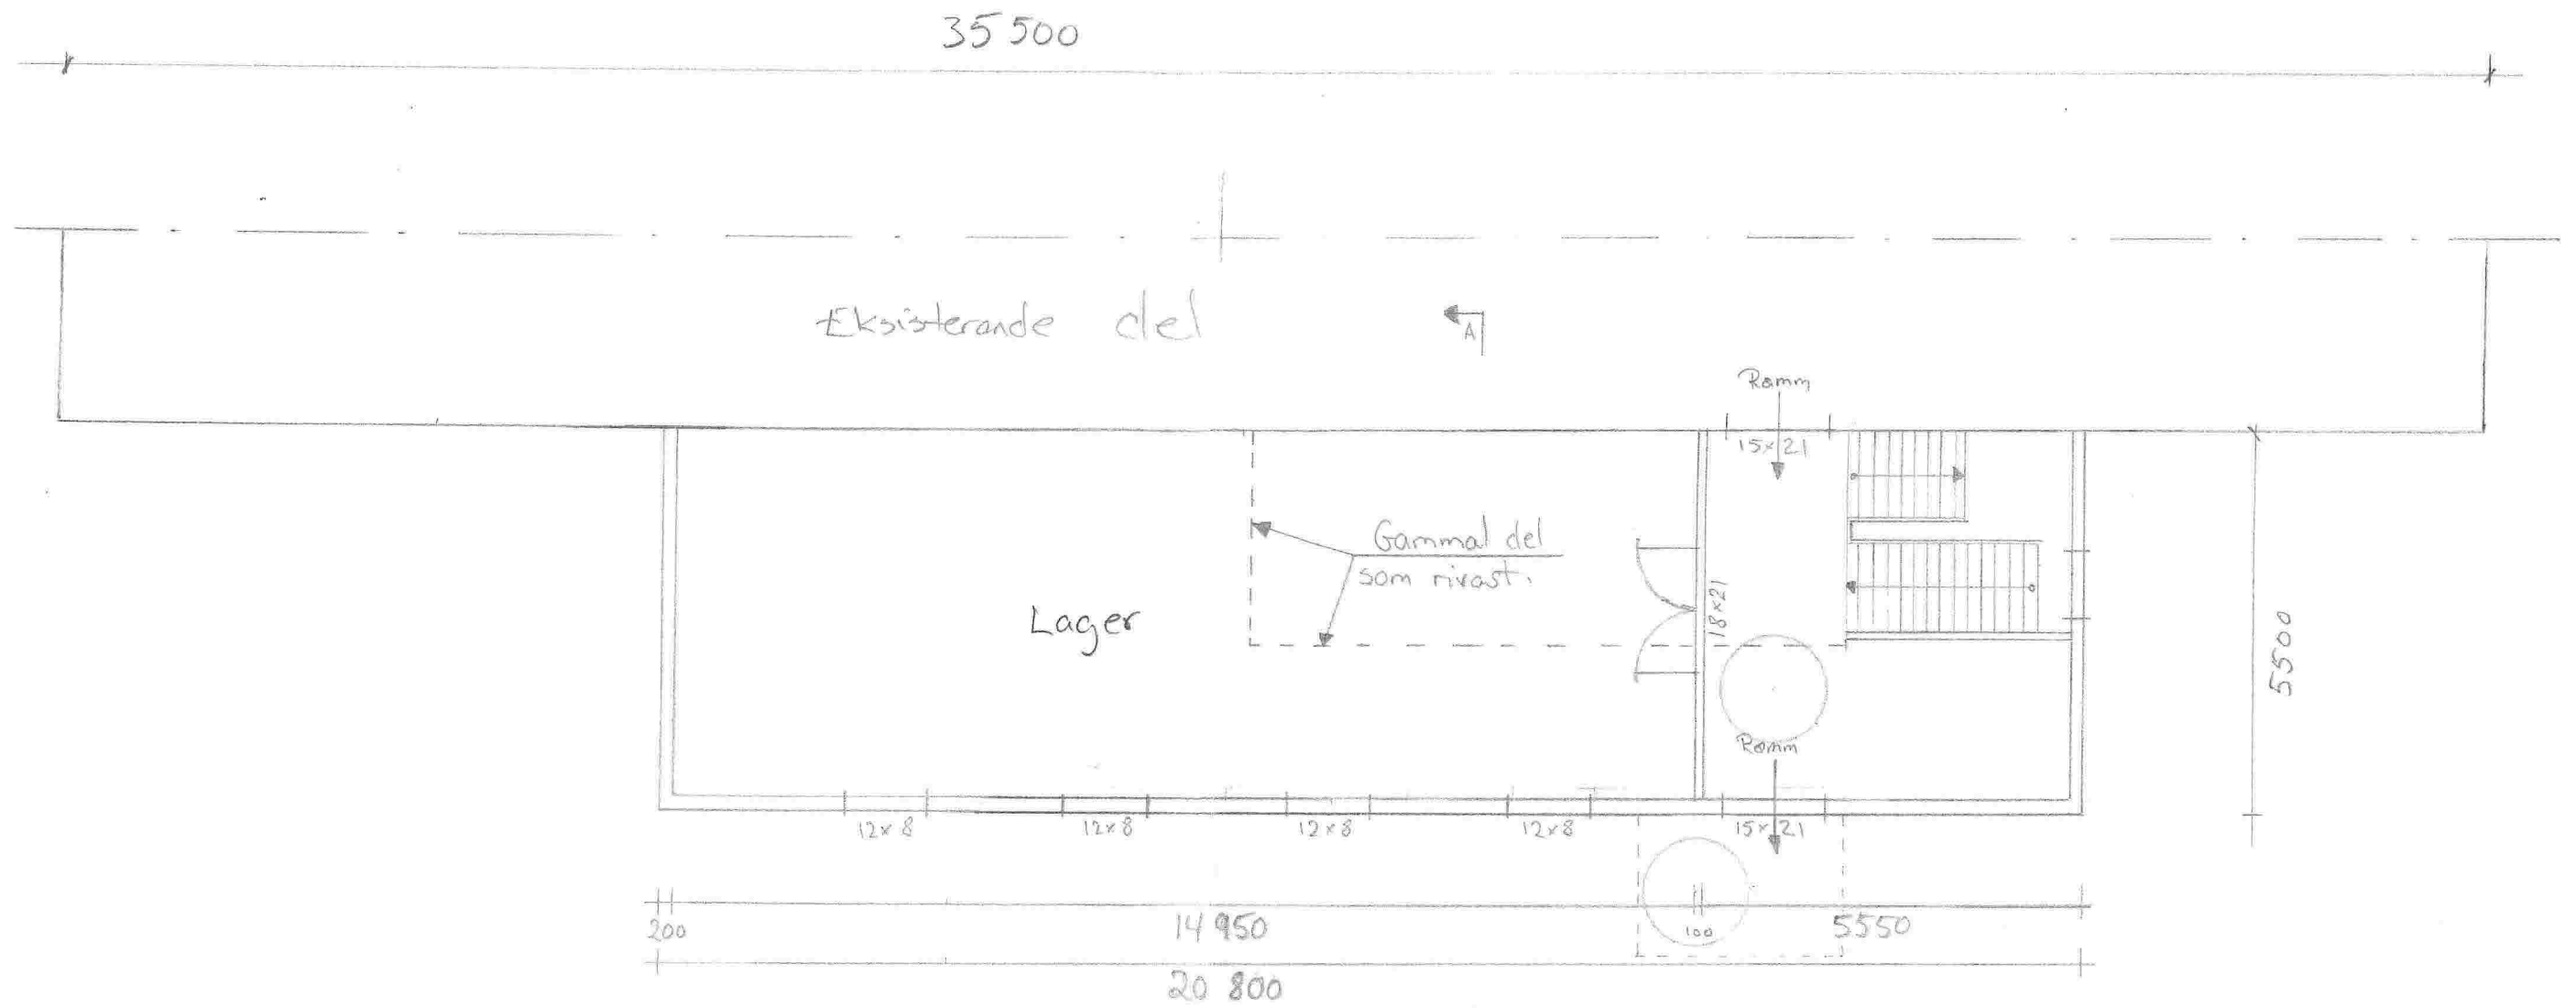 35 500
Eksisterande del
A
Ramm
15x21
Gammal del
som rivast.
18x21
Lager
Ramm
12x8
12x8
12x8
12x8
15x21
5500
200
14 950
100
5550
20 800